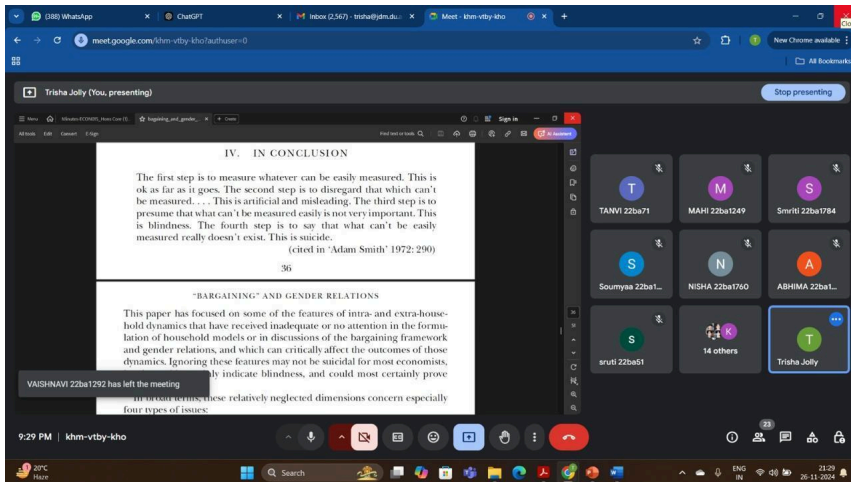 (388) WhatsApp
ChatGPT
Inbox (2,567) - trisha@jdm.du.
Meet - khm-vtby-kho
Clo
meet.google.com/khm-vtby-kho?authuser=0
New Chrome available
All Bookmarks
Trisha Jolly (You, presenting)
Stop presenting
Menu
bargaining_and_gender_...
+ Create
Sign in
All tools Edit Convert E-Sign
Find text or tools
AI Assistant
IV. IN CONCLUSION
The first step is to measure whatever can be easily measured. This is
ok as far as it goes. The second step is to disregard that which can't
be measured. . . . This is artificial and misleading. The third step is to
presume that what can't be measured easily is not very important. This
is blindness. The fourth step is to say that what can't be easily
measured really doesn't exist. This is suicide.
(cited in 'Adam Smith' 1972: 290)
36
"BARGAINING" AND GENDER RELATIONS
This paper has focused on some of the features of intra- and extra-house-
hold dynamics that have received inadequate or no attention in the formu-
lation of household models or in discussions of the bargaining framework
and gender relations, and which can critically affect the outcomes of those
dynamics. Ignoring these features may not be suicidal for most economists,
indicate blindness, and could most certainly prove
In broad terms, these relatively neglected dimensions concern especially
four types of issues:
VAISHNAVI 22ba1292 has left the meeting
T
TANVI 22ba71
M
MAHI 22ba1249
S
Smriti 22ba1784
S
Soumyaa 22ba1...
N
NISHA 22ba1760
A
ABHIMA 22ba1...
S
sruti 22ba51
K
14 others
T
Trisha Jolly
9:29 PM | khm-vtby-kho
23
20°C
Haze
Search
ENG
IN
21:29
26-11-2024